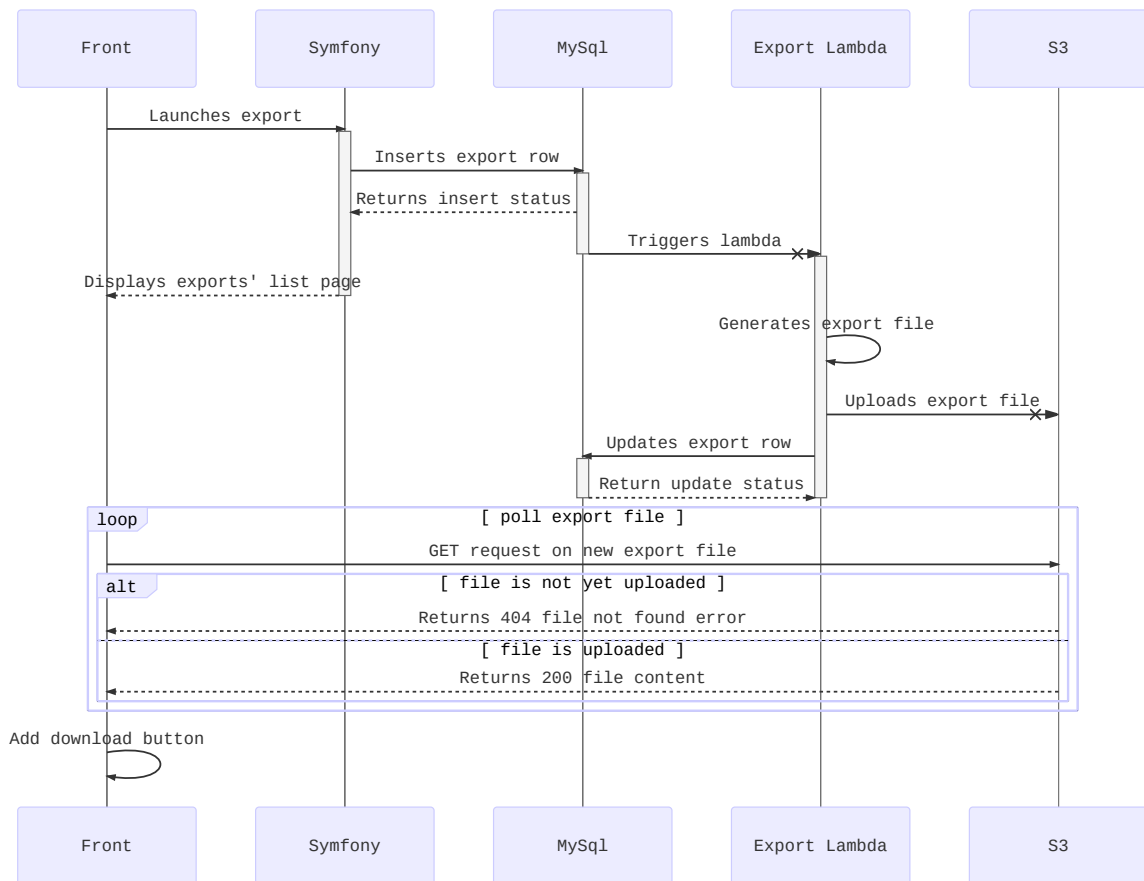 Front
Symfony
MySql
Export Lambda
S3
Launches export
Inserts export row
Returns insert status
Triggers lambda
Displays exports' list page
Generates export file
Uploads export file
Updates export row
Return update status
loop
[ poll export file ]
GET request on new export file
alt
[ file is not yet uploaded ]
Returns 404 file not found error
[ file is uploaded ]
Returns 200 file content
Add download button
Front
Symfony
MySql
Export Lambda
S3